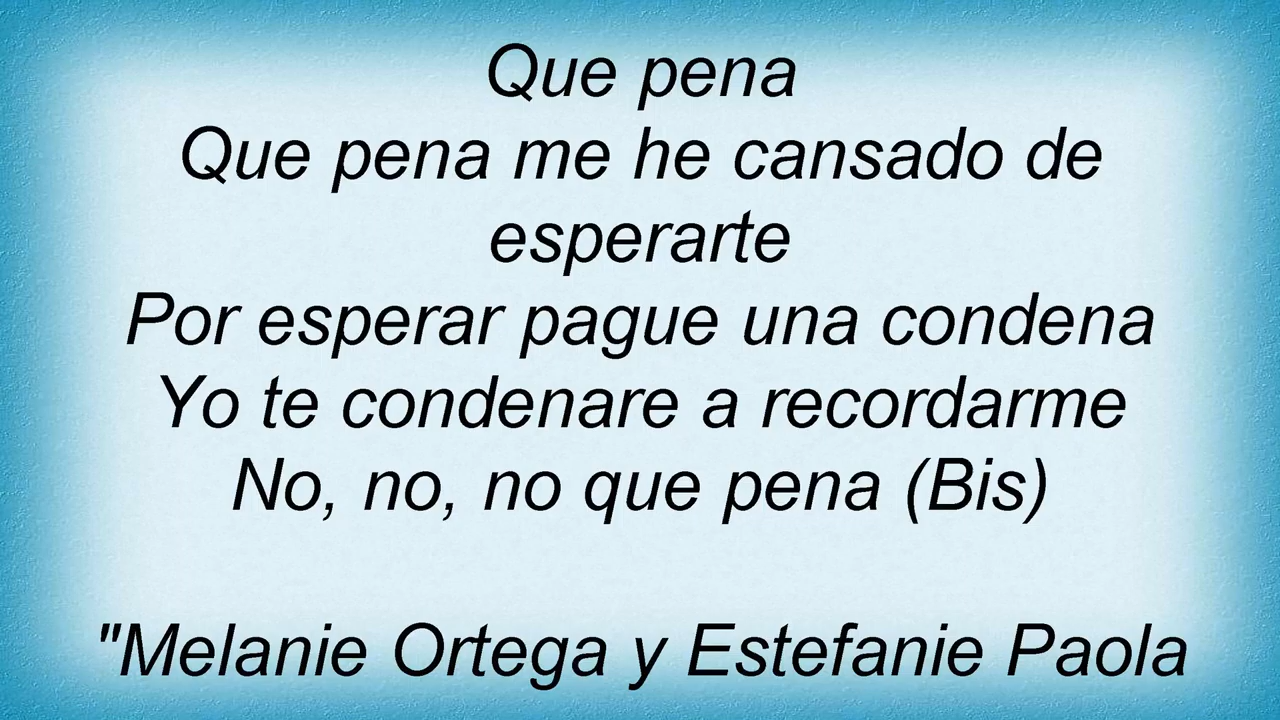 Que pena
Que pena me he cansado de
esperarte
Por esperar pague una condena
Yo te condenare a recordarme
No, no, no que pena (Bis)
"Melanie Ortega y Estefanie Paola